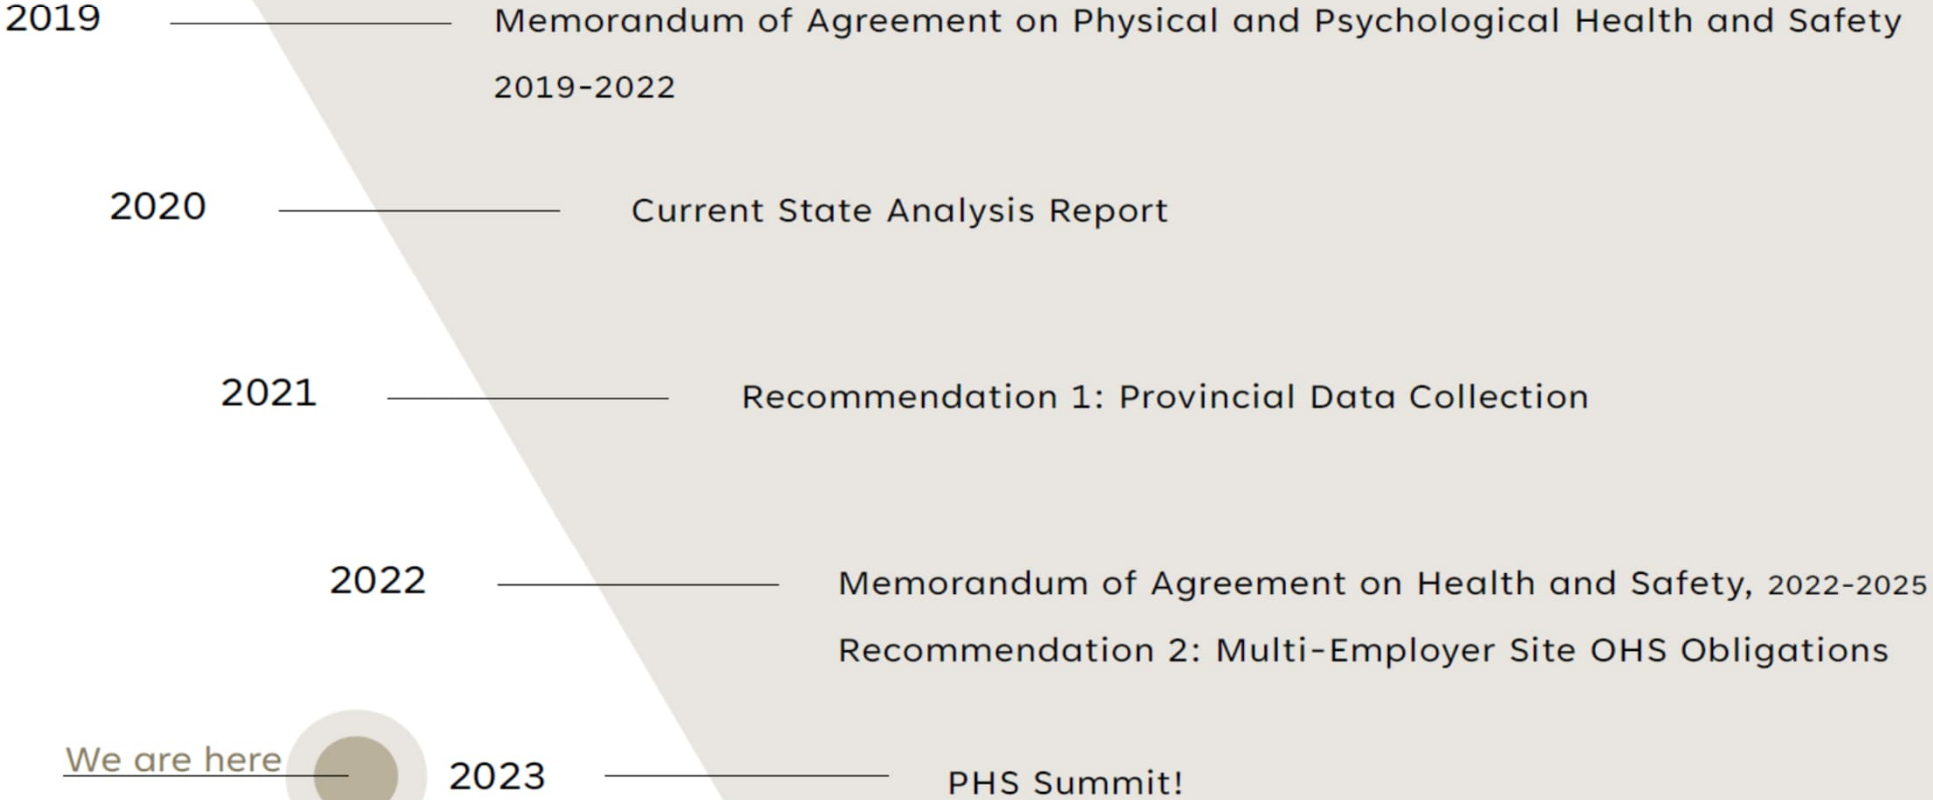 2019 Memorandum of Agreement on Physical and Psychological Health and Safety
2019-2022
2020 Current State Analysis Report
2021 Recommendation 1: Provincial Data Collection
2022 Memorandum of Agreement on Health and Safety, 2022-2025
Recommendation 2: Multi-Employer Site OHS Obligations
We are here 2023 PHS Summit!